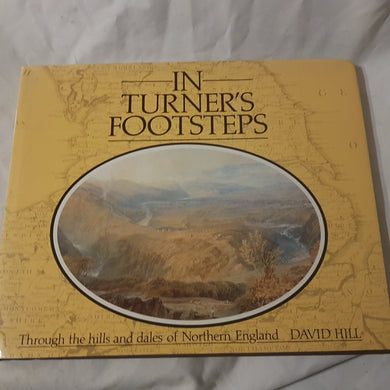 IN
TURNER'S
FOOTSTEPS
Through the hills and dales of Northern England DAVID HILL